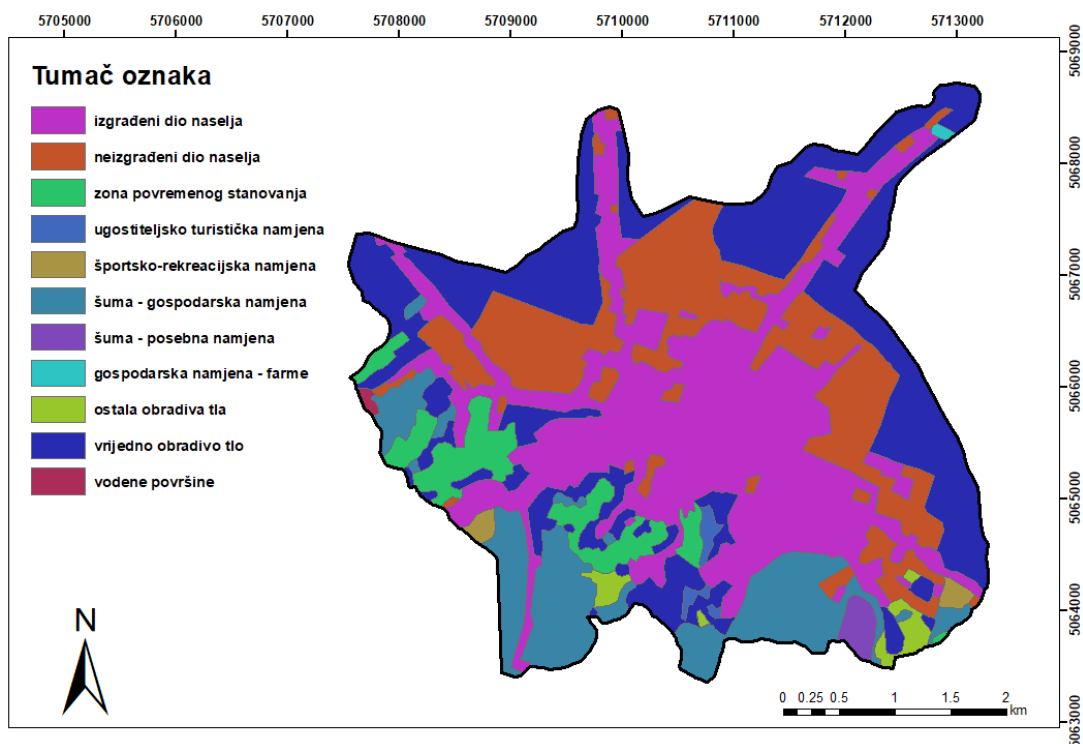 5705000 5706000 5707000 5708000 5709000 5710000 5711000 5712000 5713000
Tumač oznaka
izgrađeni dio naselja
neizgrađeni dio naselja
zona povremenog stanovanja
ugostiteljsko turistička namjena
športsko-rekreacijska namjena
šuma - gospodarska namjena
šuma - posebna namjena
gospodarska namjena - farme
ostala obradiva tla
vrijedno obradivo tlo
vodene površine
5069000
5068000
5067000
5066000
5065000
5064000
5063000
N
0 0.25 0.5 1 1.5 2
km